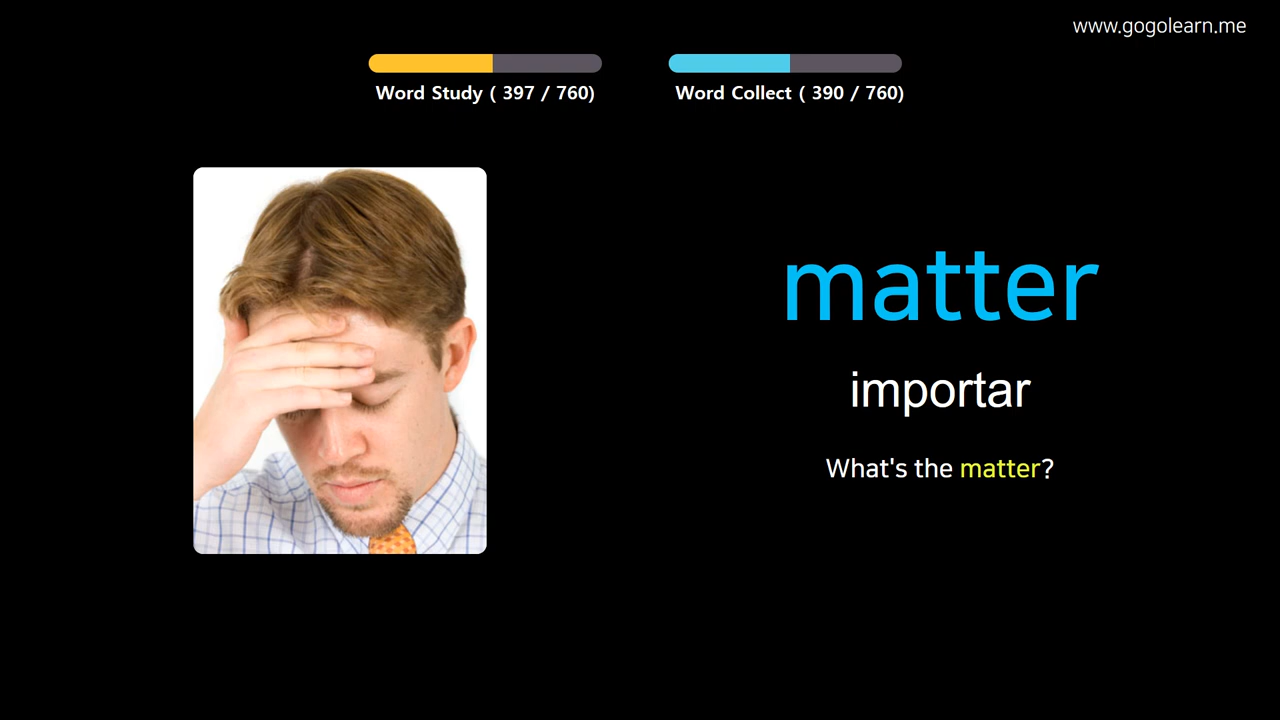 www.gogolearn.me
Word Study ( 397 / 760)
Word Collect ( 390 / 760)
matter
importar
What's the matter?